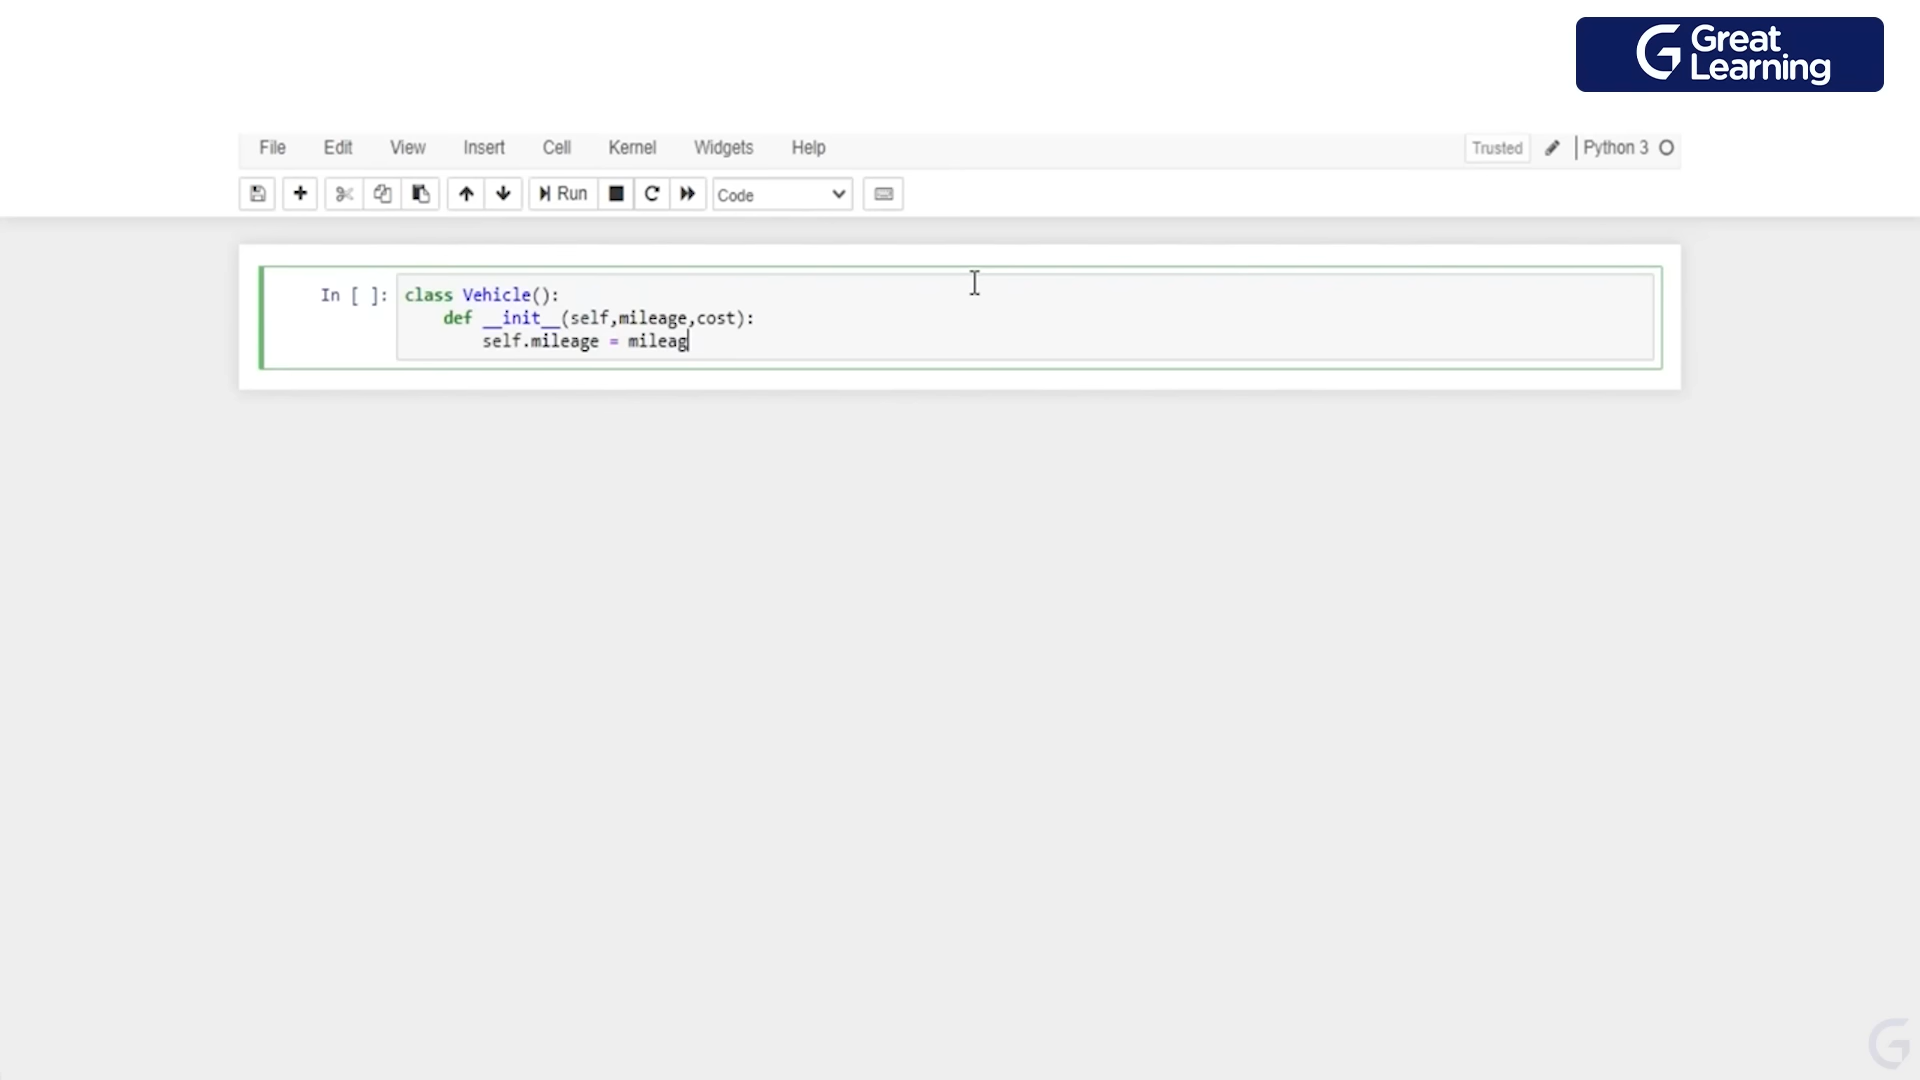 Great
Learning
File Edit View Insert Cell Kernel Widgets Help Trusted Python 3
Run Code
In [ ]: class Vehicle():
def __init__(self,mileage,cost):
self.mileage = mileag